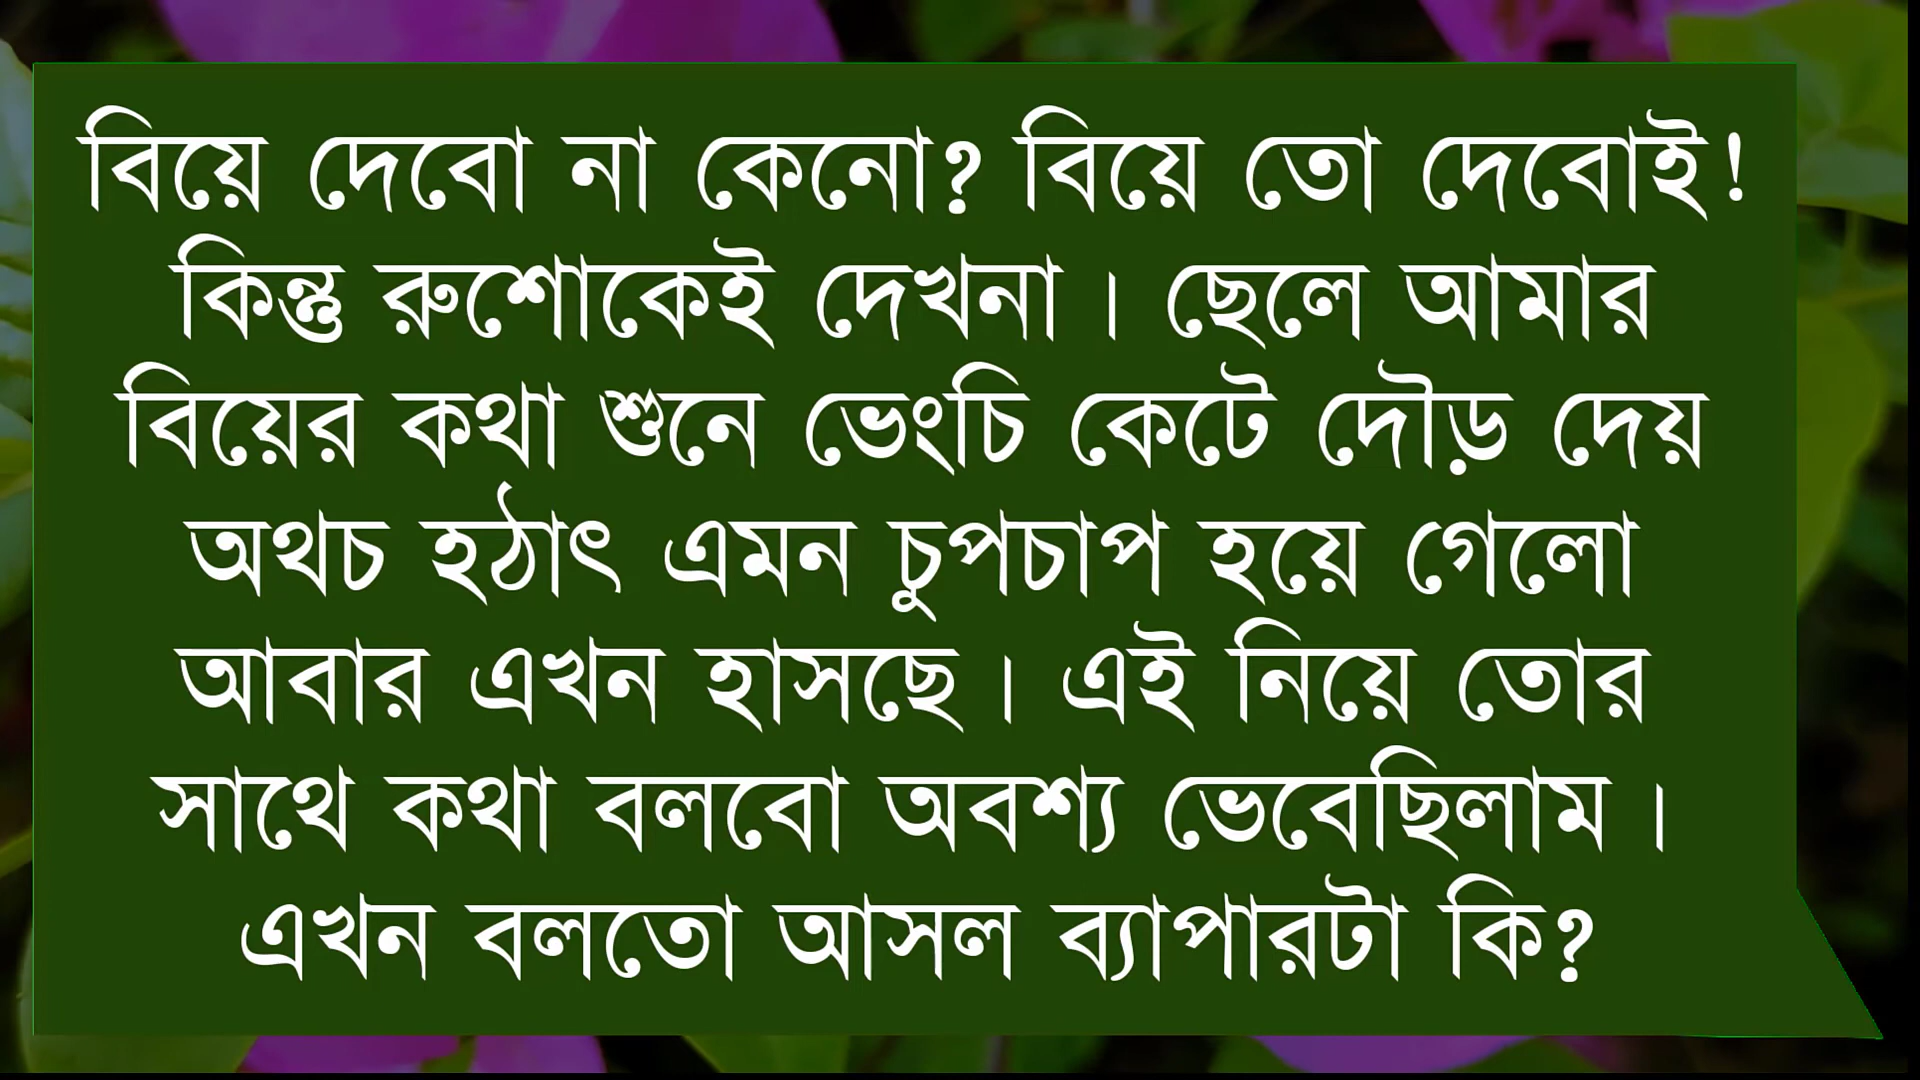 বিয়ে দেবো না কেনো? বিয়ে তো দেবোই!
কিন্তু রুশোকেই দেখনা। ছেলে আমার
বিয়ের কথা শুনে ভেংচি কেটে দৌড় দেয়
অথচ হঠাৎ এমন চুপচাপ হয়ে গেলো
আবার এখন হাসছে। এই নিয়ে তোর
সাথে কথা বলবো অবশ্য ভেবেছিলাম।
এখন বলতো আসল ব্যাপারটা কি?